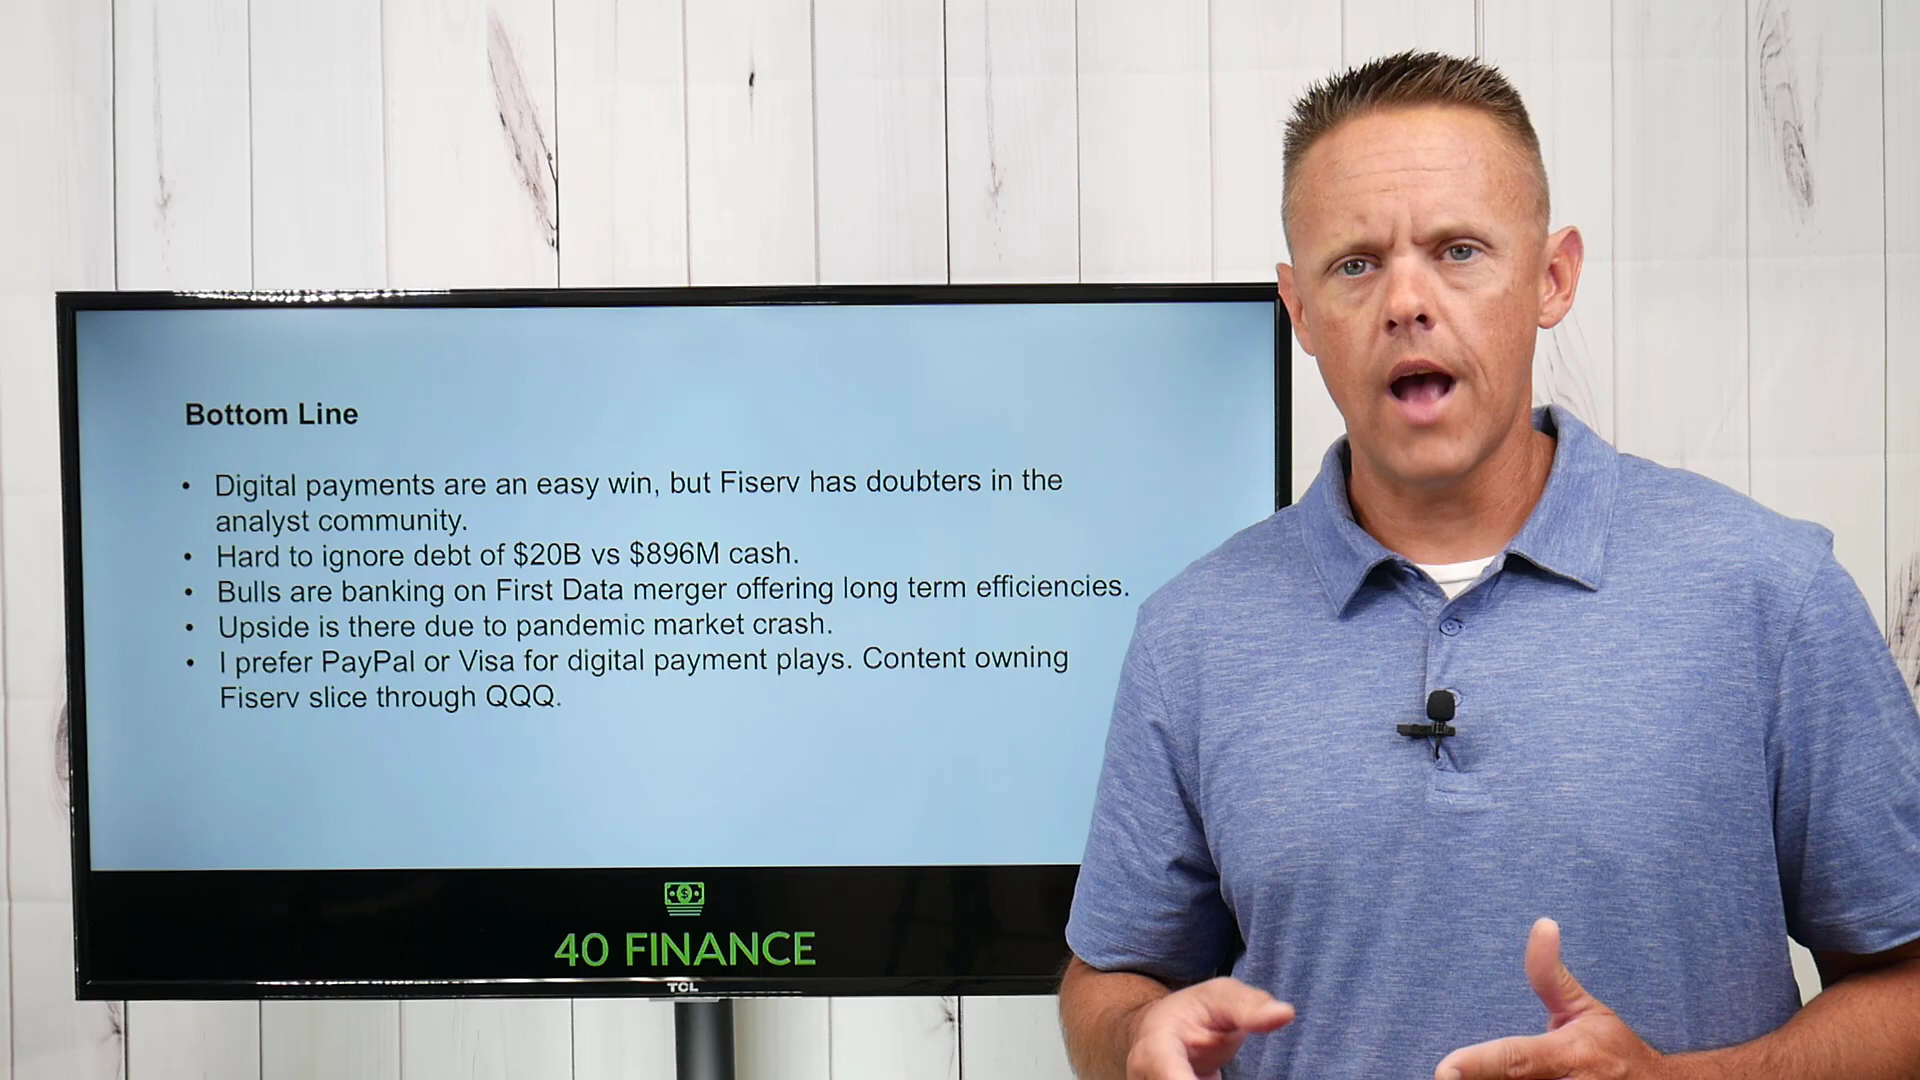 Bottom Line
• Digital payments are an easy win, but Fiserv has doubters in the
analyst community.
• Hard to ignore debt of $20B vs $896M cash.
• Bulls are banking on First Data merger offering long term efficiencies.
• Upside is there due to pandemic market crash.
• I prefer PayPal or Visa for digital payment plays. Content owning
Fiserv slice through QQQ.
40 FINANCE
TCL